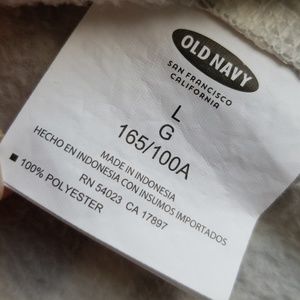 OLD NAVY
SAN FRANCISCO
CALIFORNIA
L
G
165/100A
MADE IN INDONESIA
HECHO EN INDONESIA CON INSUMOS IMPORTADOS
RN 54023 CA 17897
100% POLYESTER